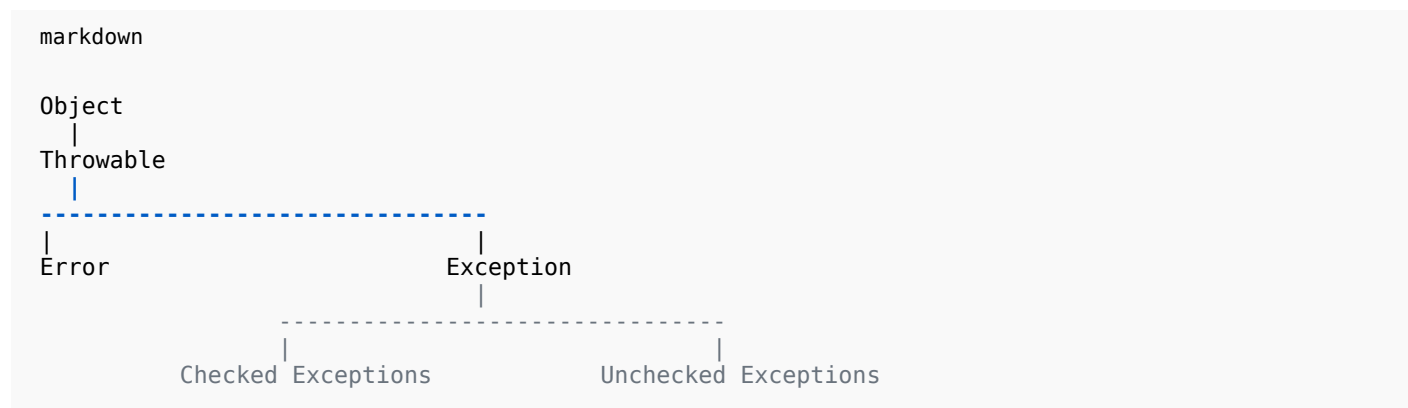 markdown
Object
  |
Throwable
  |
--------------------------------
|                               |
Error                        Exception
                               |
                 --------------------------------
                 |                              |
          Checked Exceptions            Unchecked Exceptions